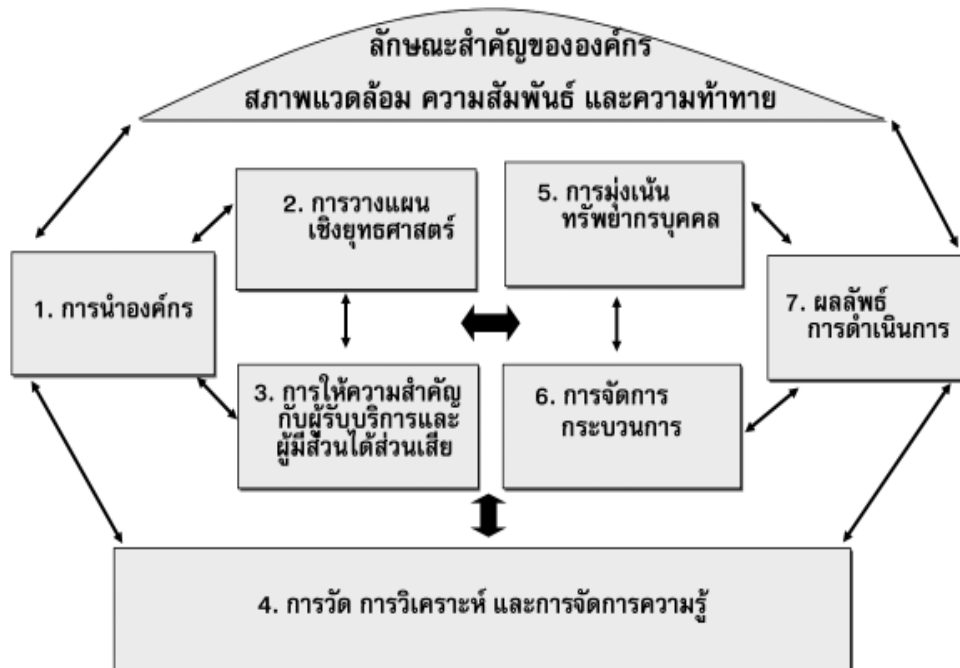 ลักษณะสำคัญขององค์กร
สภาพแวดล้อม ความสัมพันธ์ และความท้าทาย
2. การวางแผน
เชิงยุทธศาสตร์
5. การมุ่งเน้น
ทรัพยากรบุคคล
1. การนำองค์กร
7. ผลลัพธ์
การดำเนินการ
3. การให้ความสำคัญ
กับผู้รับบริการและ
ผู้มีส่วนได้ส่วนเสีย
6. การจัดการ
กระบวนการ
4. การวัด การวิเคราะห์ และการจัดการความรู้